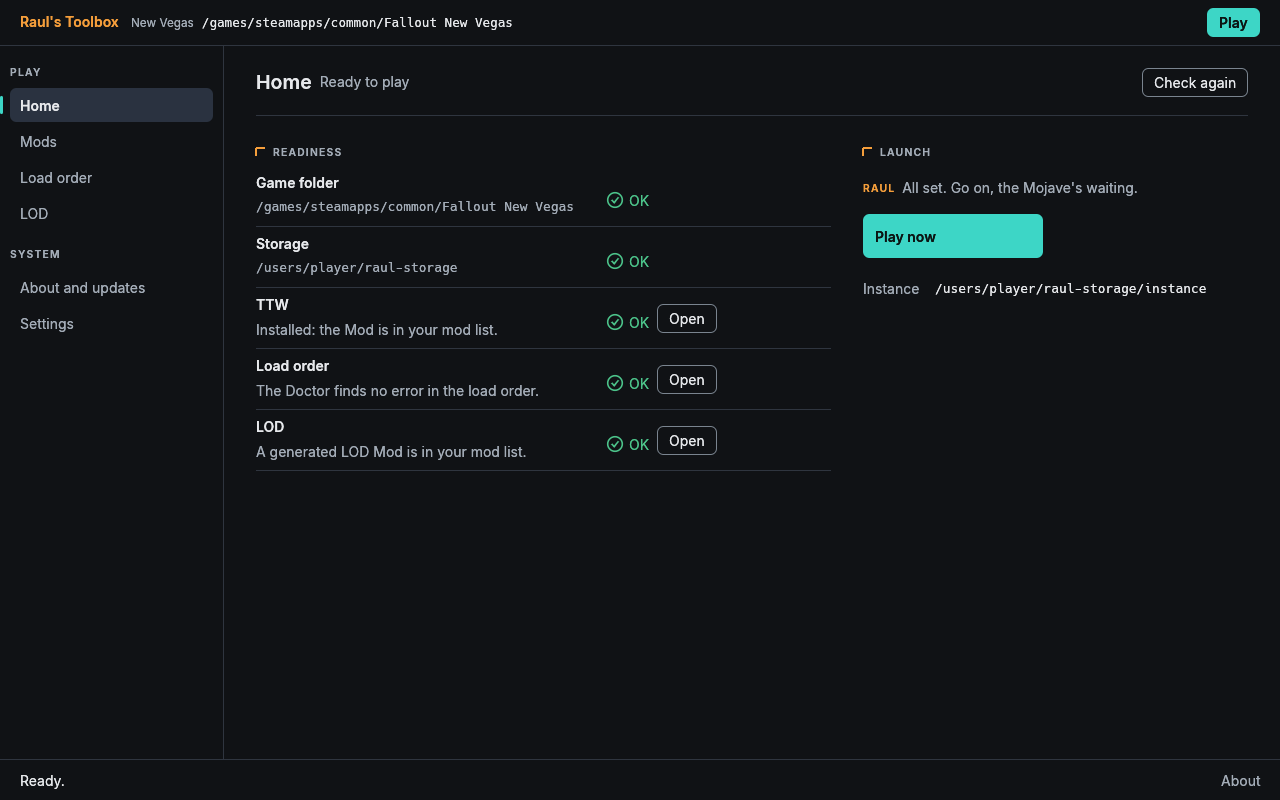 Raul's Toolbox New Vegas /games/steamapps/common/Fallout New Vegas Play
PLAY
Home
Mods
Load order
LOD
SYSTEM
About and updates
Settings
Home Ready to play Check again
READINESS
Game folder
/games/steamapps/common/Fallout New Vegas OK
Storage
/users/player/raul-storage OK
TTW
Installed: the Mod is in your mod list. OK Open
Load order
The Doctor finds no error in the load order. OK Open
LOD
A generated LOD Mod is in your mod list. OK Open
LAUNCH
RAUL All set. Go on, the Mojave's waiting.
Play now
Instance /users/player/raul-storage/instance
Ready. About